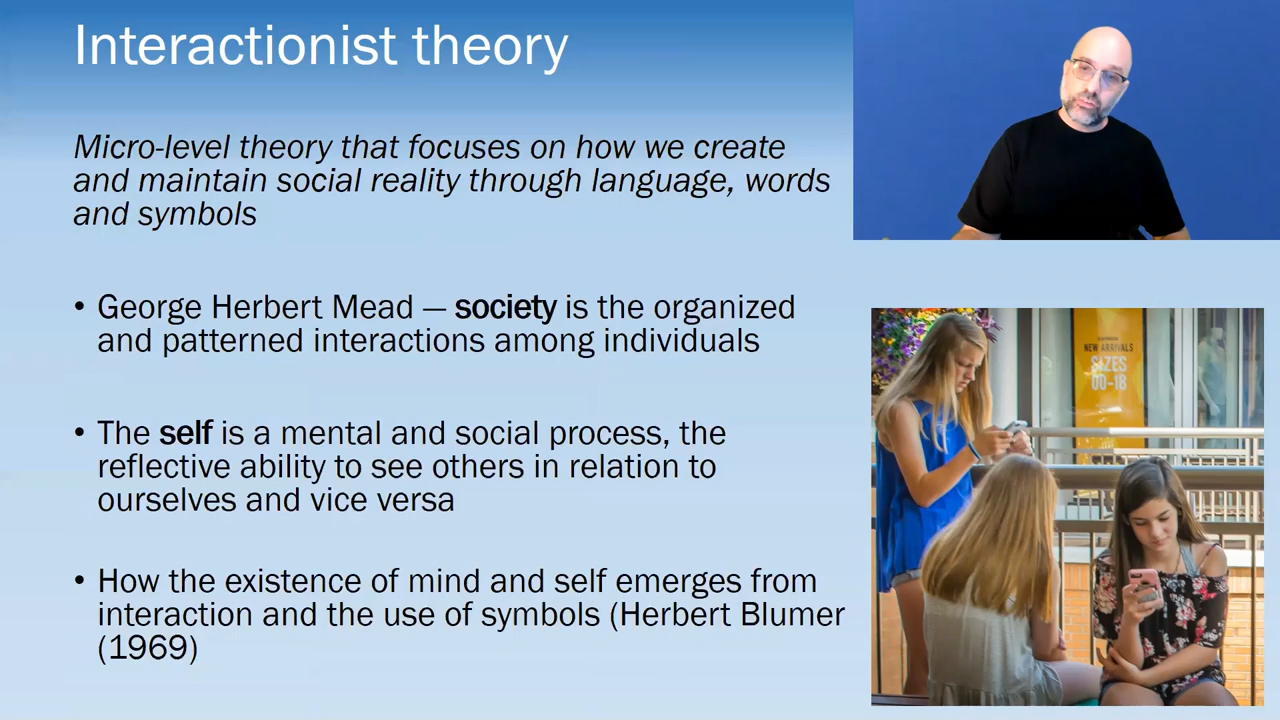 Interactionist theory
Micro-level theory that focuses on how we create
and maintain social reality through language, words
and symbols
• George Herbert Mead — society is the organized
and patterned interactions among individuals
• The self is a mental and social process, the
reflective ability to see others in relation to
ourselves and vice versa
• How the existence of mind and self emerges from
interaction and the use of symbols (Herbert Blumer
(1969)
NEW ARRIVALS
SIZES
00-18